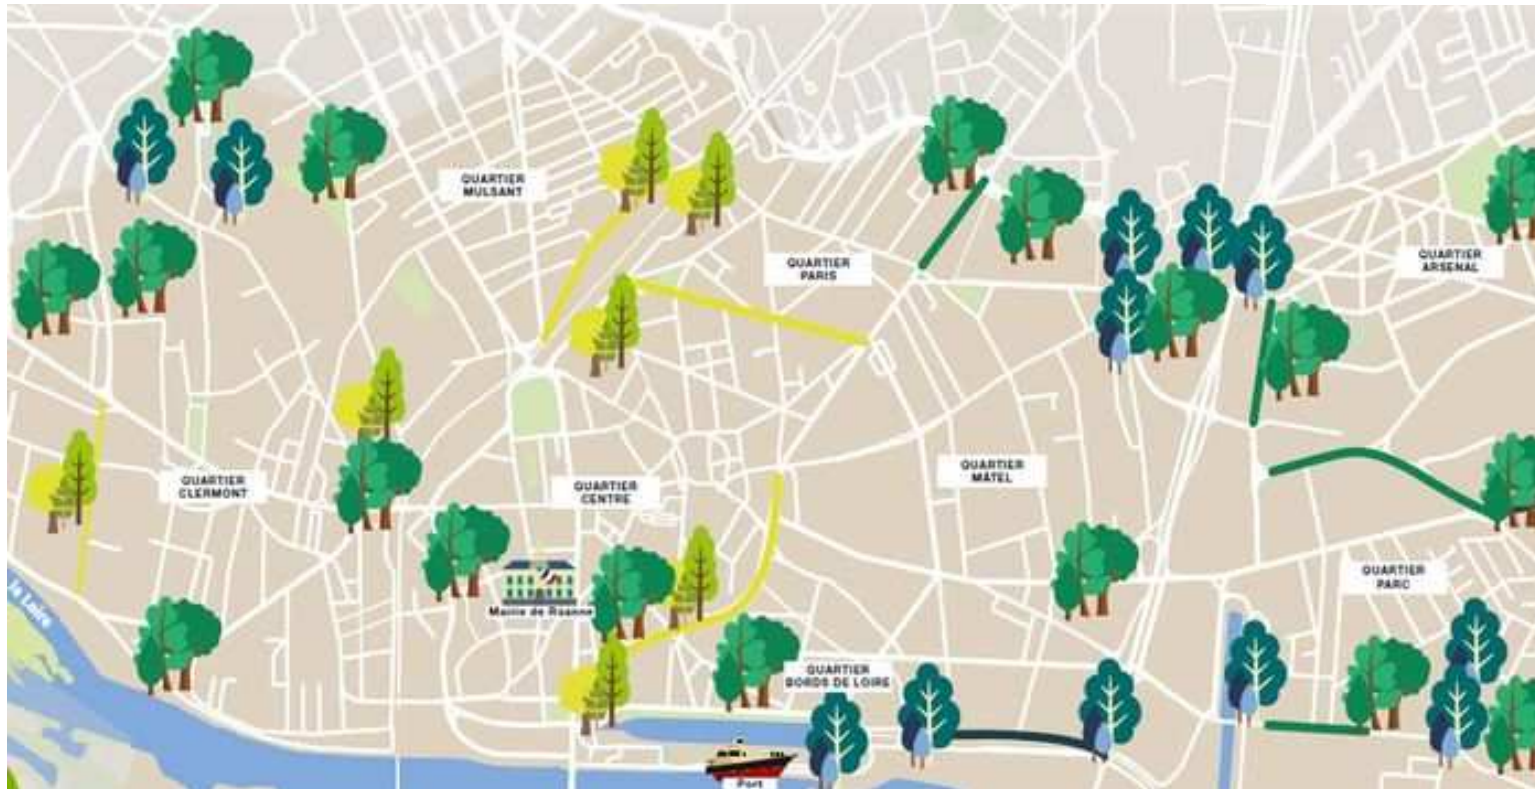 QUARTIER
MULSANT
QUARTIER
PARIS
QUARTIER
ARSENAL
QUARTIER
CLERMONT
QUARTIER
CENTRE
QUARTIER
MATEL
QUARTIER
PARC
Mairie de Roanne
la Loire
QUARTIER
BORDS DE LOIRE
Port